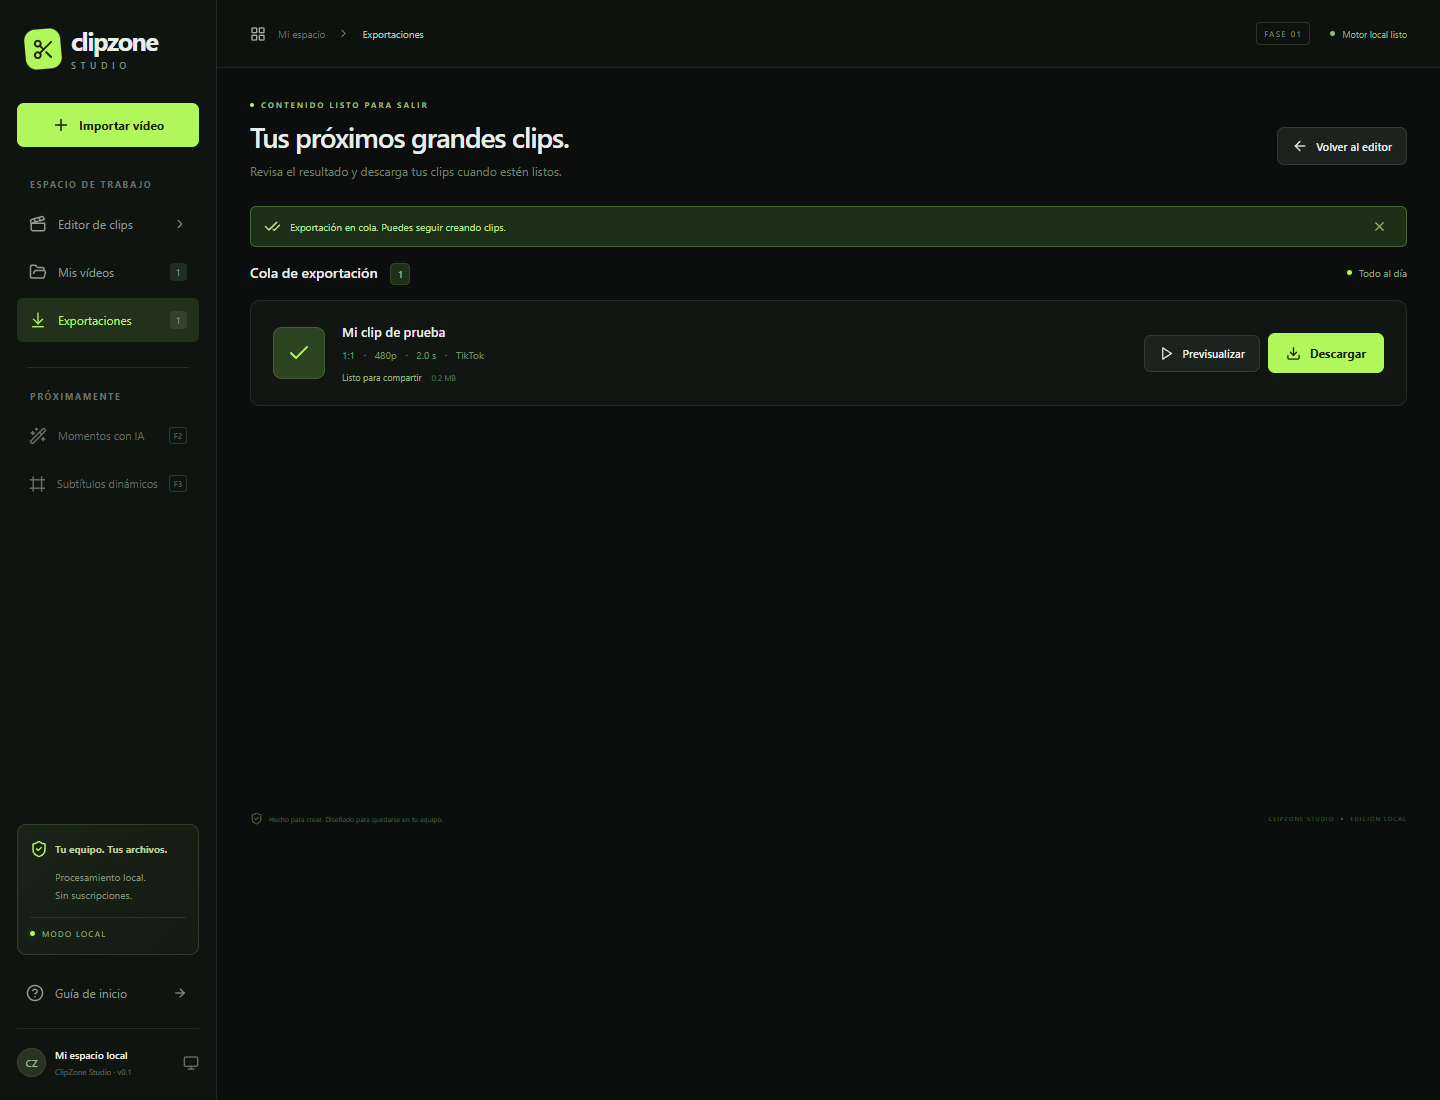 clipzone
STUDIO
Importar vídeo
ESPACIO DE TRABAJO
Editor de clips
Mis vídeos 1
Exportaciones 1
PRÓXIMAMENTE
Momentos con IA F2
Subtítulos dinámicos F3
Tu equipo. Tus archivos.
Procesamiento local.
Sin suscripciones.
MODO LOCAL
Guía de inicio
CZ
Mi espacio local
ClipZone Studio · v0.1
Mi espacio
Exportaciones
FASE 01
Motor local listo
CONTENIDO LISTO PARA SALIR
Tus próximos grandes clips.
Revisa el resultado y descarga tus clips cuando estén listos.
Volver al editor
Exportación en cola. Puedes seguir creando clips.
Cola de exportación 1
Todo al día
Mi clip de prueba
1:1 · 480p · 2.0 s · TikTok
Listo para compartir 0.2 MB
Previsualizar
Descargar
Hecho para crear. Diseñado para quedarse en tu equipo.
CLIPZONE STUDIO • EDICIÓN LOCAL